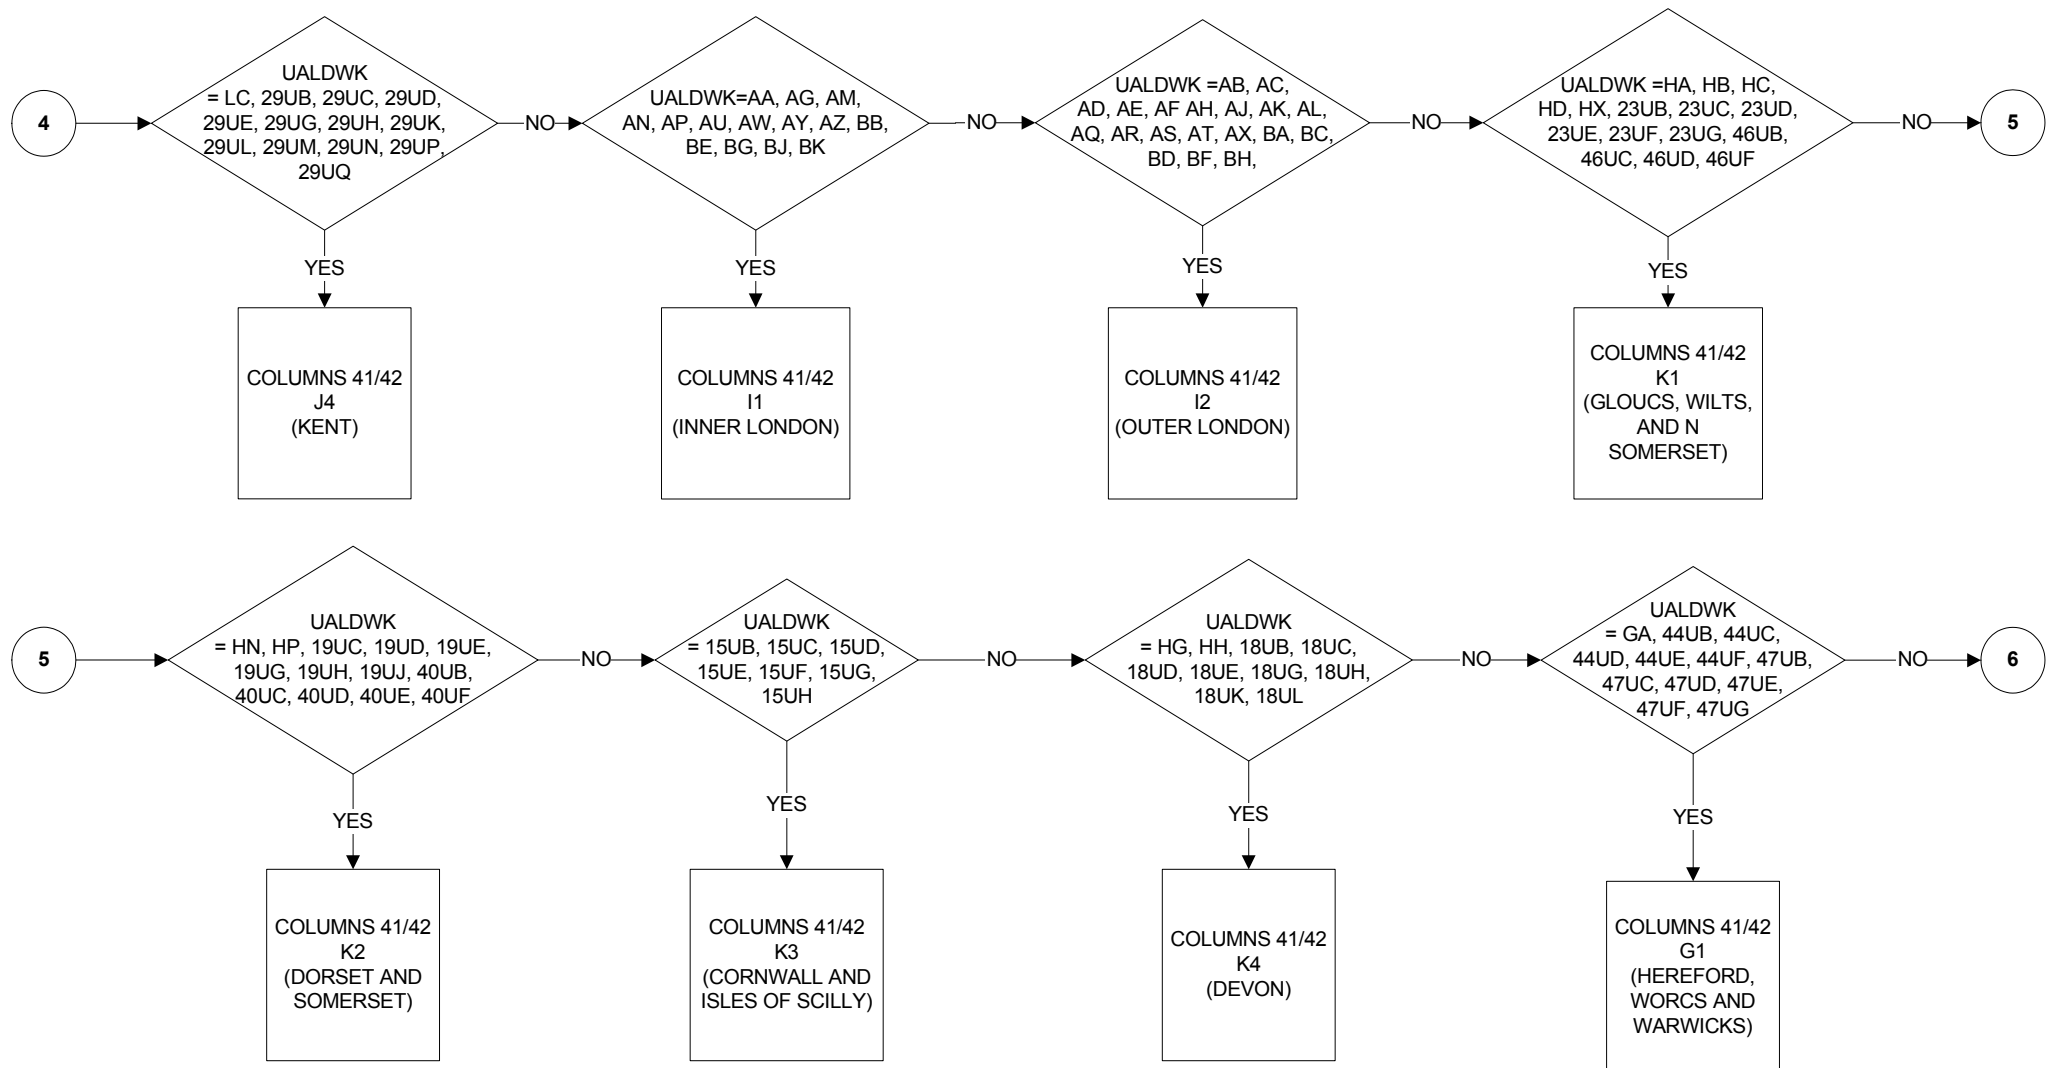 4
UALDWK
= LC, 29UB, 29UC, 29UD,
29UE, 29UG, 29UH, 29UK,
29UL, 29UM, 29UN, 29UP,
29UQ
NO
UALDWK=AA, AG, AM,
AN, AP, AU, AW, AY, AZ, BB,
BE, BG, BJ, BK
NO
UALDWK =AB, AC,
AD, AE, AF AH, AJ, AK, AL,
AQ, AR, AS, AT, AX, BA, BC,
BD, BF, BH,
NO
UALDWK =HA, HB, HC,
HD, HX, 23UB, 23UC, 23UD,
23UE, 23UF, 23UG, 46UB,
46UC, 46UD, 46UF
NO
5
YES
YES
YES
YES
COLUMNS 41/42
J4
(KENT)
COLUMNS 41/42
I1
(INNER LONDON)
COLUMNS 41/42
I2
(OUTER LONDON)
COLUMNS 41/42
K1
(GLOUCS, WILTS,
AND N
SOMERSET)
5
UALDWK
= HN, HP, 19UC, 19UD, 19UE,
19UG, 19UH, 19UJ, 40UB,
40UC, 40UD, 40UE, 40UF
NO
UALDWK
= 15UB, 15UC, 15UD,
15UE, 15UF, 15UG,
15UH
NO
UALDWK
= HG, HH, 18UB, 18UC,
18UD, 18UE, 18UG, 18UH,
18UK, 18UL
NO
UALDWK
= GA, 44UB, 44UC,
44UD, 44UE, 44UF, 47UB,
47UC, 47UD, 47UE,
47UF, 47UG
NO
6
YES
YES
YES
YES
COLUMNS 41/42
K2
(DORSET AND
SOMERSET)
COLUMNS 41/42
K3
(CORNWALL AND
ISLES OF SCILLY)
COLUMNS 41/42
K4
(DEVON)
COLUMNS 41/42
G1
(HEREFORD,
WORCS AND
WARWICKS)